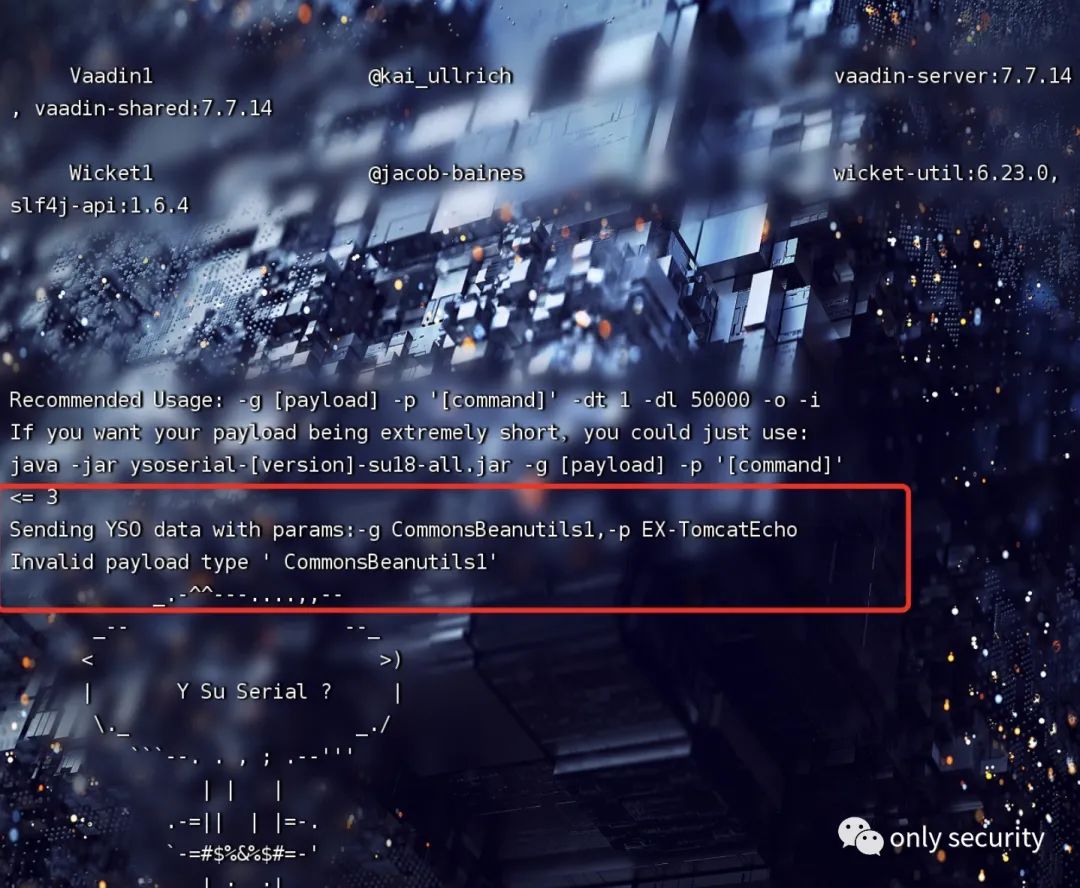 Vaadin1 @kai_ullrich vaadin-server:7.7.14
, vaadin-shared:7.7.14
Wicket1 @jacob-baines wicket-util:6.23.0,
slf4j-api:1.6.4
Recommended Usage: -g [payload] -p '[command]' -dt 1 -dl 50000 -o -i
If you want your payload being extremely short, you could just use:
java -jar ysoserial-[version]-su18-all.jar -g [payload] -p '[command]'
<= 3
Sending YSO data with params:-g CommonsBeanutils1,-p EX-TomcatEcho
Invalid payload type ' CommonsBeanutils1'
_.-^^---....,,--
_-- --_
< >)
| Y Su Serial ? |
\._ _./
```--. . , ; .--'''
| | |
.-=|| | |=-.
`-=#$%&%$#=-'
| . .|
only security